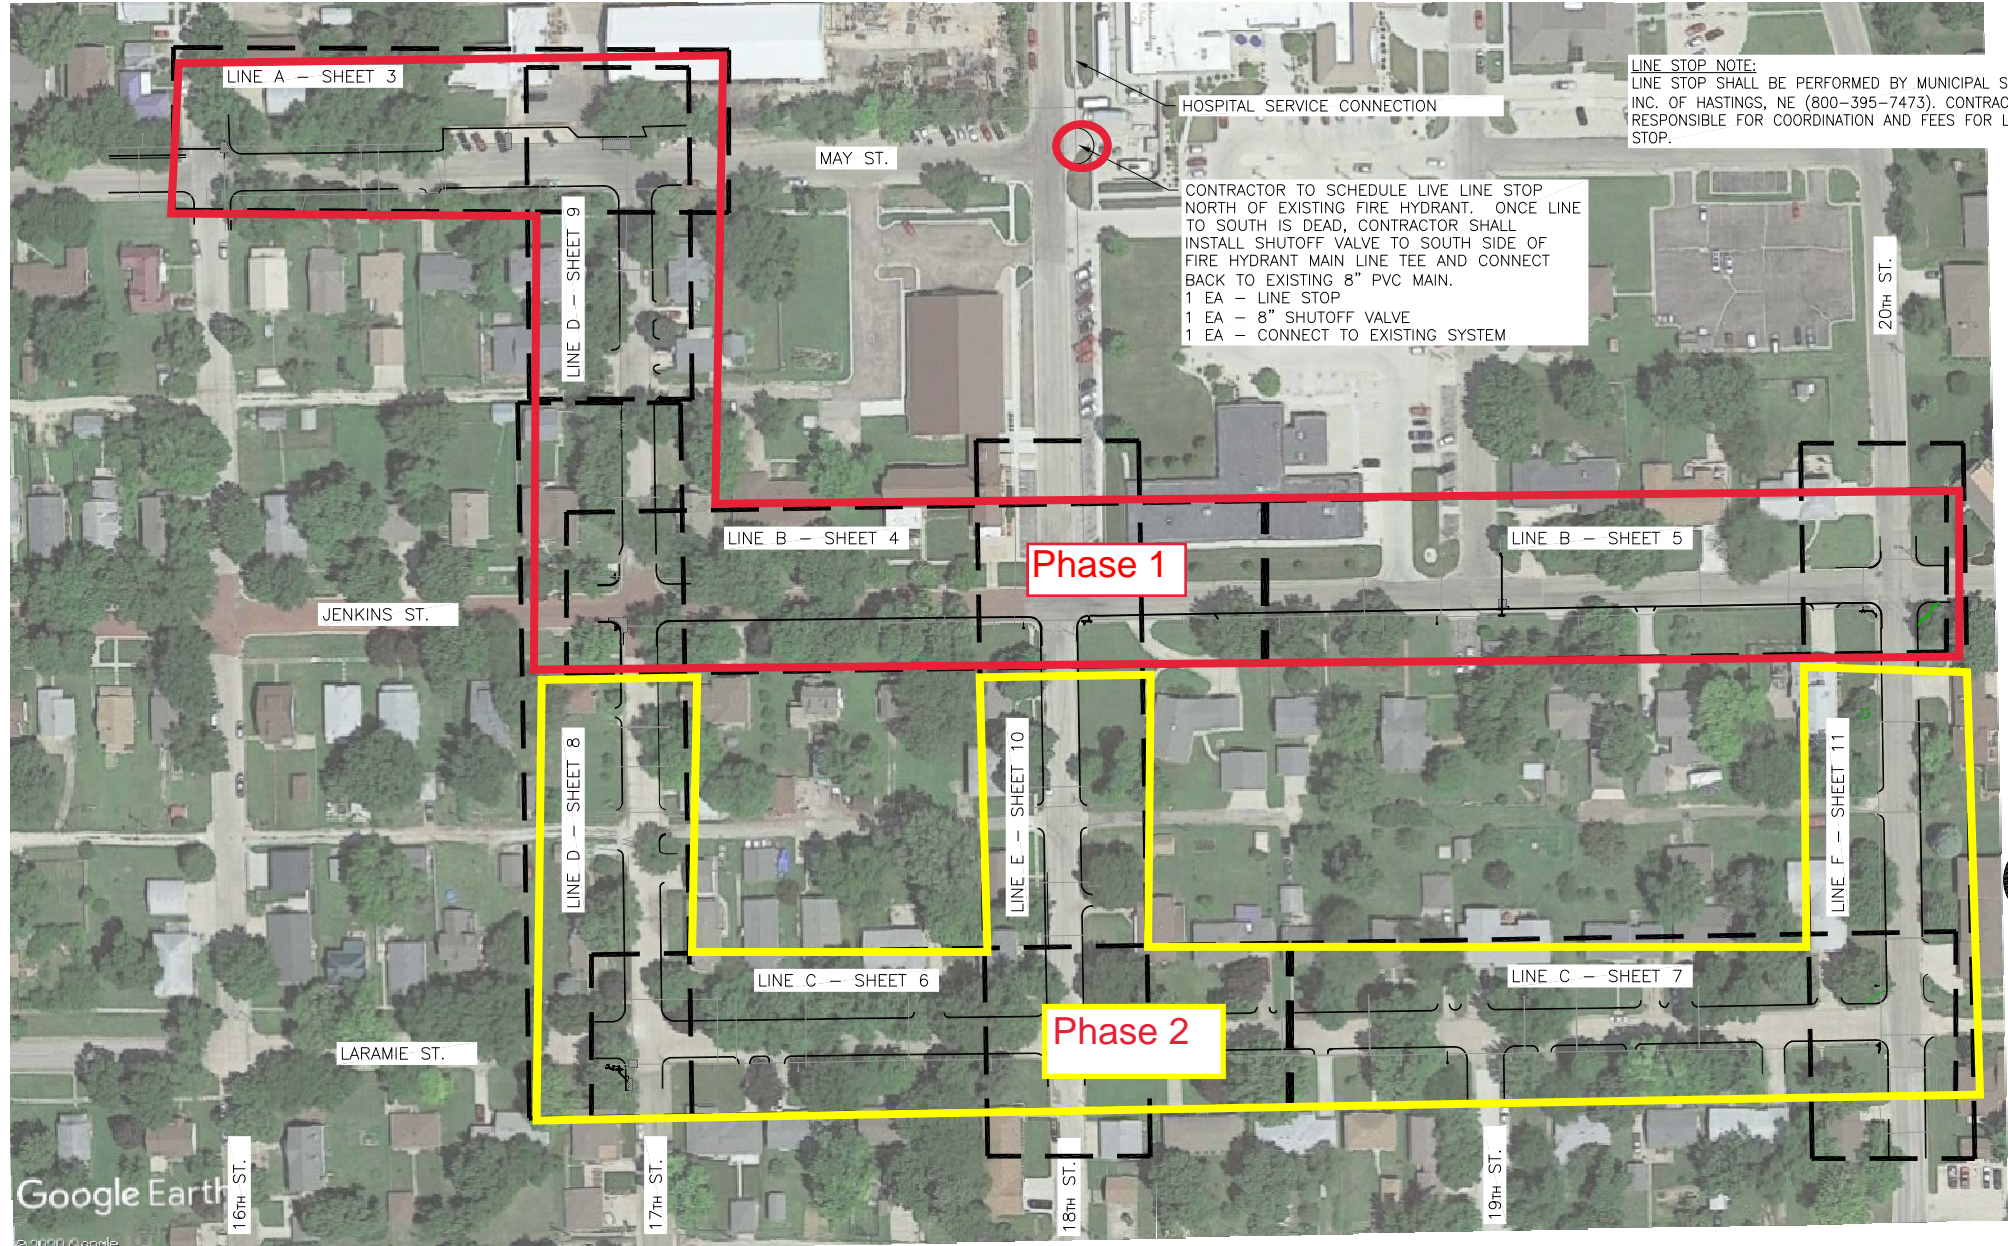 LINE A – SHEET 3
LINE STOP NOTE:
LINE STOP SHALL BE PERFORMED BY MUNICIPAL S
INC. OF HASTINGS, NE (800–395–7473). CONTRAC
RESPONSIBLE FOR COORDINATION AND FEES FOR L
STOP.
HOSPITAL SERVICE CONNECTION
MAY ST.
CONTRACTOR TO SCHEDULE LIVE LINE STOP
NORTH OF EXISTING FIRE HYDRANT. ONCE LINE
TO SOUTH IS DEAD, CONTRACTOR SHALL
INSTALL SHUTOFF VALVE TO SOUTH SIDE OF
FIRE HYDRANT MAIN LINE TEE AND CONNECT
BACK TO EXISTING 8" PVC MAIN.
1 EA – LINE STOP
1 EA – 8" SHUTOFF VALVE
1 EA – CONNECT TO EXISTING SYSTEM
LINE D – SHEET 9
20TH ST.
LINE B – SHEET 4
LINE B – SHEET 5
Phase 1
JENKINS ST.
LINE D – SHEET 8
LINE E – SHEET 10
LINE F – SHEET 11
LINE C – SHEET 6
LINE C – SHEET 7
Phase 2
LARAMIE ST.
16TH ST.
17TH ST.
18TH ST.
19TH ST.
Google Earth
© 2020 Google